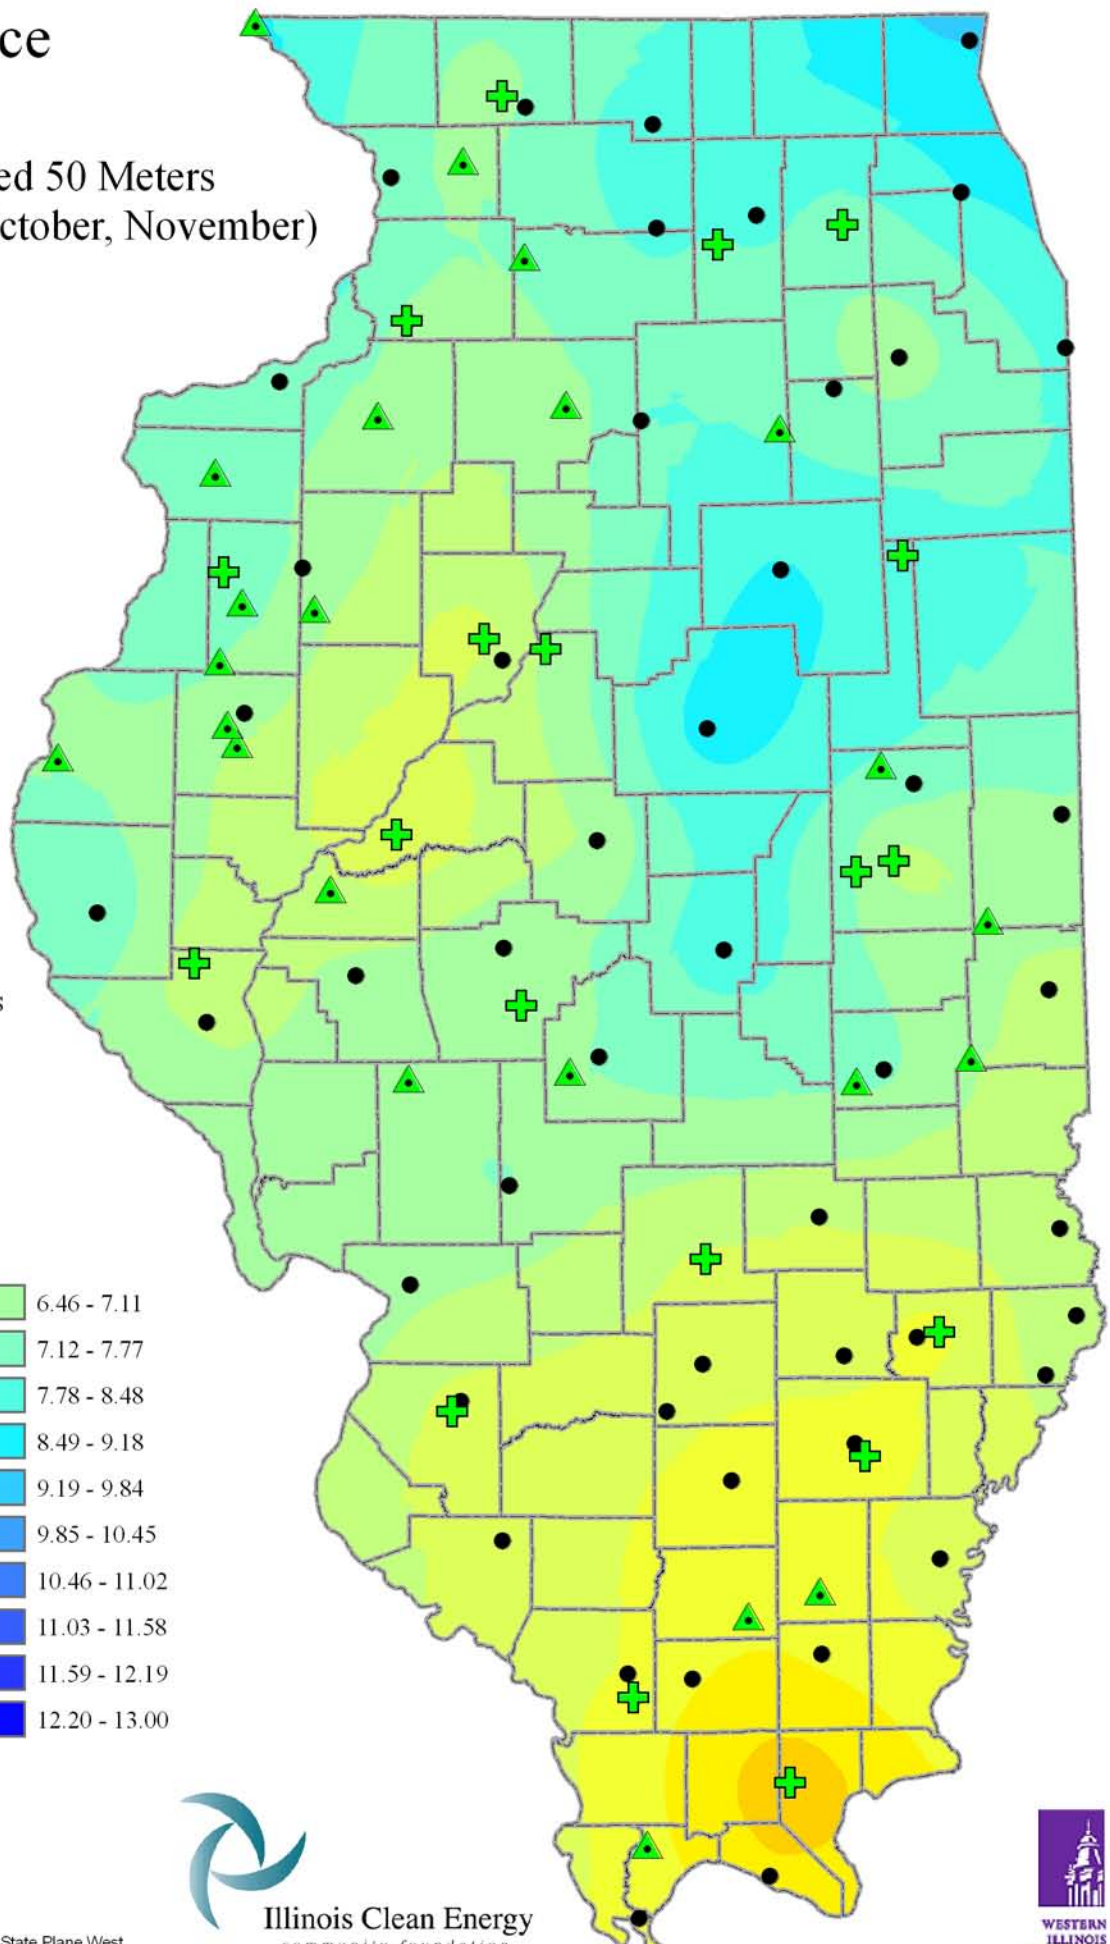 ce
ed 50 Meters
ctober, November)
s
6.46 - 7.11
7.12 - 7.77
7.78 - 8.48
8.49 - 9.18
9.19 - 9.84
9.85 - 10.45
10.46 - 11.02
11.03 - 11.58
11.59 - 12.19
12.20 - 13.00
Illinois Clean Energy
community foundation
WESTERN
ILLINOIS
State Plane West